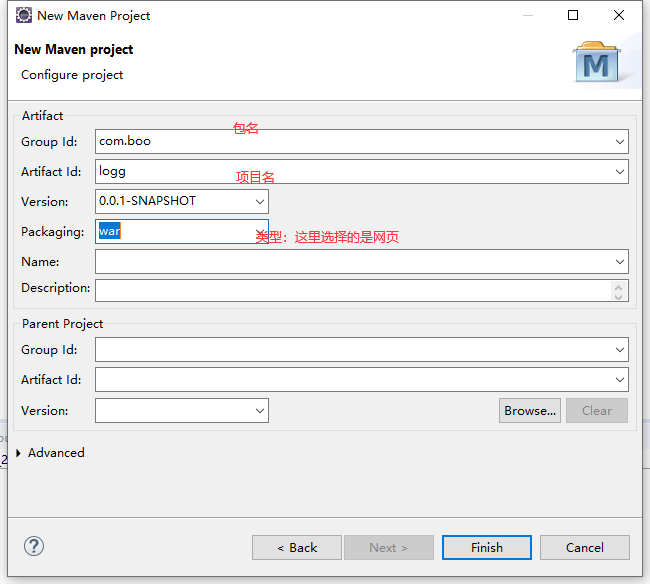 New Maven Project
New Maven project
Configure project
M
Artifact
包名
Group Id: com.boo
Artifact Id: logg
项目名
Version: 0.0.1-SNAPSHOT
Packaging: war
类型：这里选择的是网页
Name:
Description:
Parent Project
Group Id:
Artifact Id:
Version:
Browse... Clear
Advanced
? < Back Next > Finish Cancel